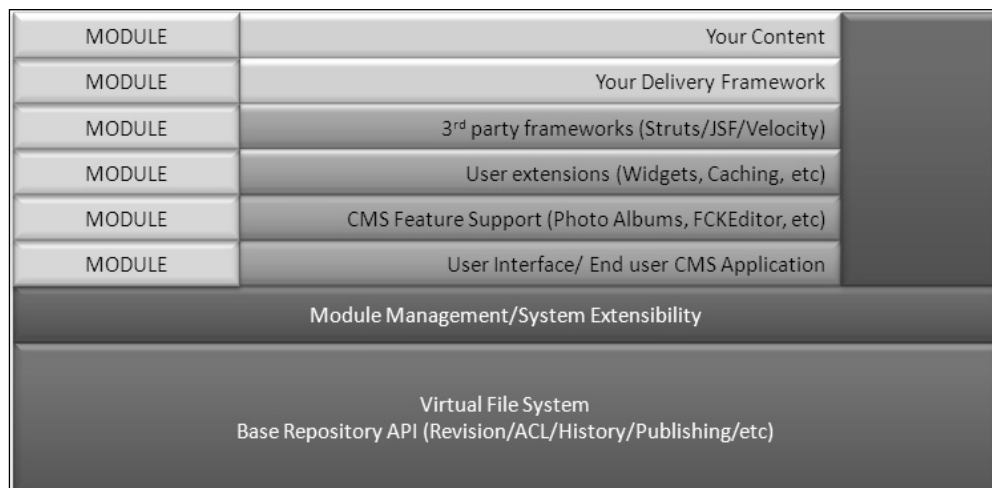 MODULE Your Content
MODULE Your Delivery Framework
MODULE 3rd party frameworks (Struts/JSF/Velocity)
MODULE User extensions (Widgets, Caching, etc)
MODULE CMS Feature Support (Photo Albums, FCKEditor, etc)
MODULE User Interface/ End user CMS Application
Module Management/System Extensibility
Virtual File System
Base Repository API (Revision/ACL/History/Publishing/etc)